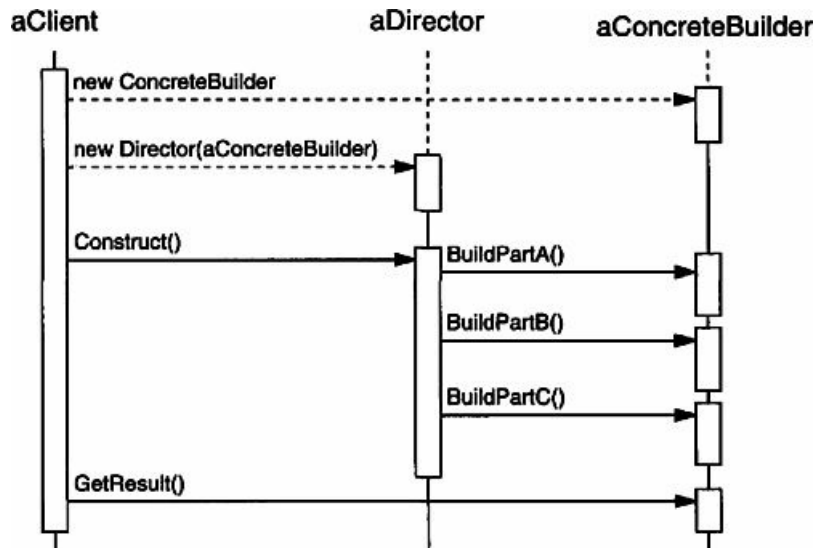 aClient
aDirector
aConcreteBuilder
new ConcreteBuilder
new Director(aConcreteBuilder)
Construct()
BuildPartA()
BuildPartB()
BuildPartC()
GetResult()